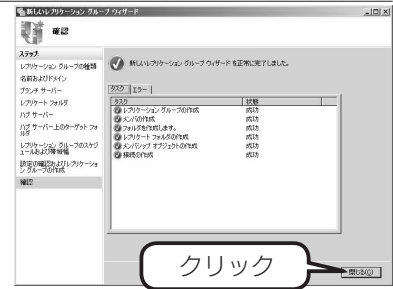 新しいレプリケーション グループ ウィザード
確認
ステップ:
レプリケーション グループの種類
名前およびドメイン
ブランチ サーバー
レプリケート フォルダ
ハブ サーバー
ハブ サーバー上のターゲット フォ
ルダ
レプリケーション グループのスケジ
ュールおよび帯域幅
設定の確認およびレプリケーショ
ン グループの作成
確認
新しいレプリケーション グループ ウィザードを正常に完了しました。
タスク エラー
タスク 状態
レプリケーション グループの作成 成功
メンバの作成 成功
フォルダを作成します。 成功
レプリケート フォルダの作成 成功
メンバシップ オブジェクトの作成 成功
接続の作成 成功
クリック
閉じる(C)